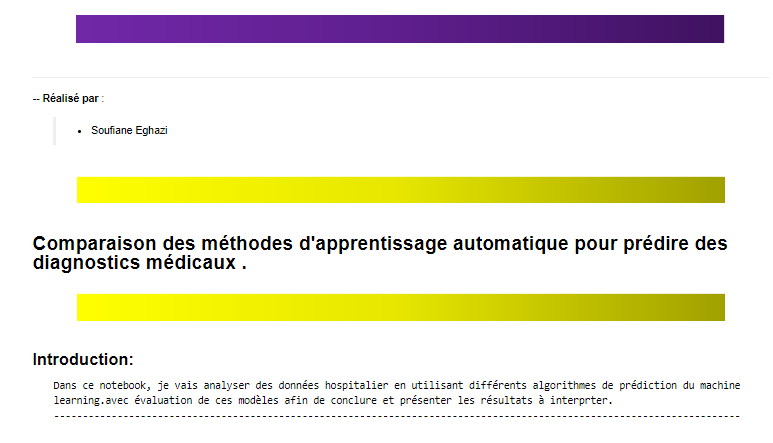 -- Réalisé par :
• Soufiane Eghazi
Comparaison des méthodes d'apprentissage automatique pour prédire des
diagnostics médicaux .
Introduction:
Dans ce notebook, je vais analyser des données hospitalier en utilisant différents algorithmes de prédiction du machine
learning.avec évaluation de ces modèles afin de conclure et présenter les résultats à interprter.
-----------------------------------------------------------------------------------------------------------------------